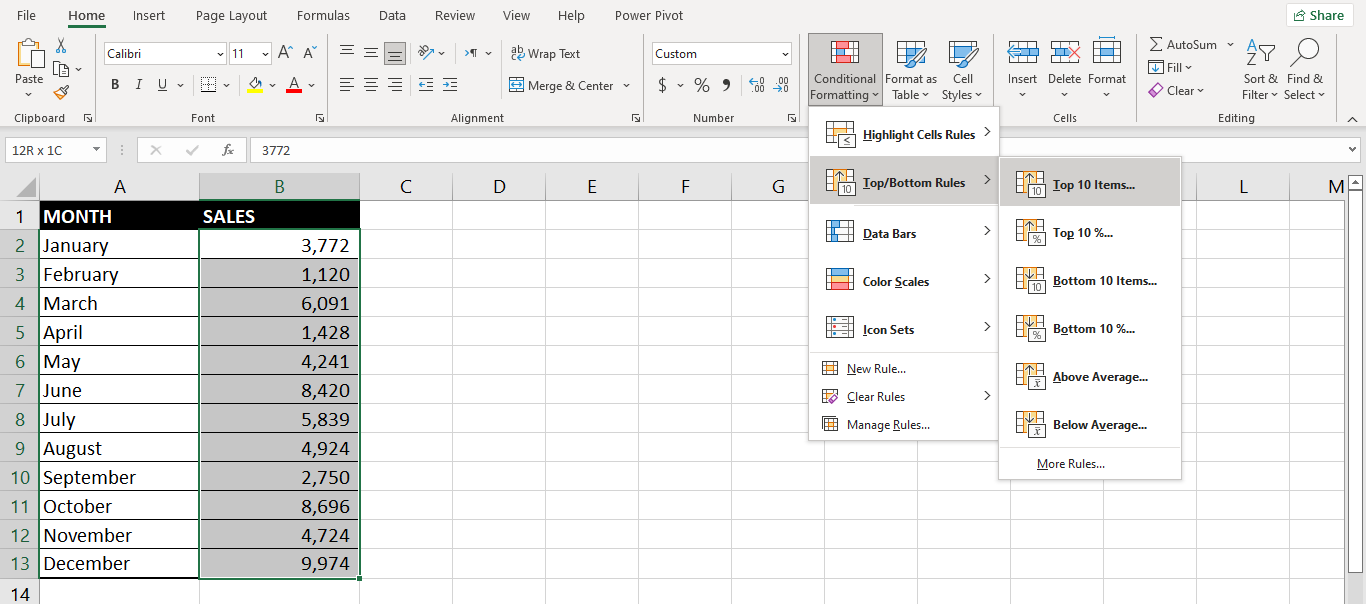 File Home Insert Page Layout Formulas Data Review View Help Power Pivot Share
Paste
Calibri 11
Wrap Text
Merge & Center
Custom
$ % 9
Conditional Formatting
Format as Table
Cell Styles
Insert Delete Format
AutoSum
Fill
Clear
Sort & Filter
Find & Select
B I U A
Clipboard Font Alignment Number Cells Editing
12R x 1C fx 3772
A B C D E F G L M
1 MONTH SALES
2 January 3,772
3 February 1,120
4 March 6,091
5 April 1,428
6 May 4,241
7 June 8,420
8 July 5,839
9 August 4,924
10 September 2,750
11 October 8,696
12 November 4,724
13 December 9,974
14
Highlight Cells Rules
Top/Bottom Rules
Data Bars
Color Scales
Icon Sets
New Rule...
Clear Rules
Manage Rules...
Top 10 Items...
Top 10 %...
Bottom 10 Items...
Bottom 10 %...
Above Average...
Below Average...
More Rules...